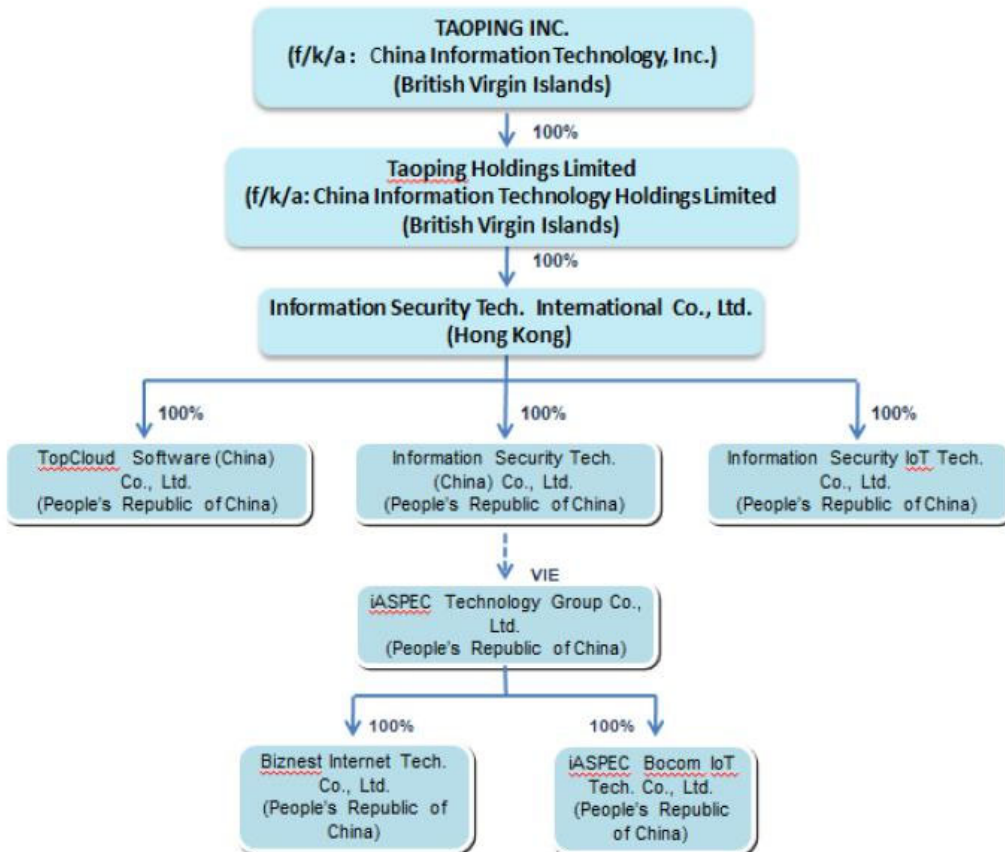 TAOPING INC.
(f/k/a: China Information Technology, Inc.)
(British Virgin Islands)
100%
Taoping Holdings Limited
(f/k/a: China Information Technology Holdings Limited
(British Virgin Islands)
100%
Information Security Tech. International Co., Ltd.
(Hong Kong)
100%
100%
100%
TopCloud Software (China)
Co., Ltd.
(People's Republic of China)
Information Security Tech.
(China) Co., Ltd.
(People's Republic of China)
Information Security IoT Tech.
Co., Ltd.
(People's Republic of China)
VIE
iASPEC Technology Group Co.,
Ltd.
(People's Republic of China)
100%
100%
Biznest Internet Tech.
Co., Ltd.
(People's Republic of
China)
iASPEC Bocom IoT
Tech. Co., Ltd.
(People's Republic
of China)